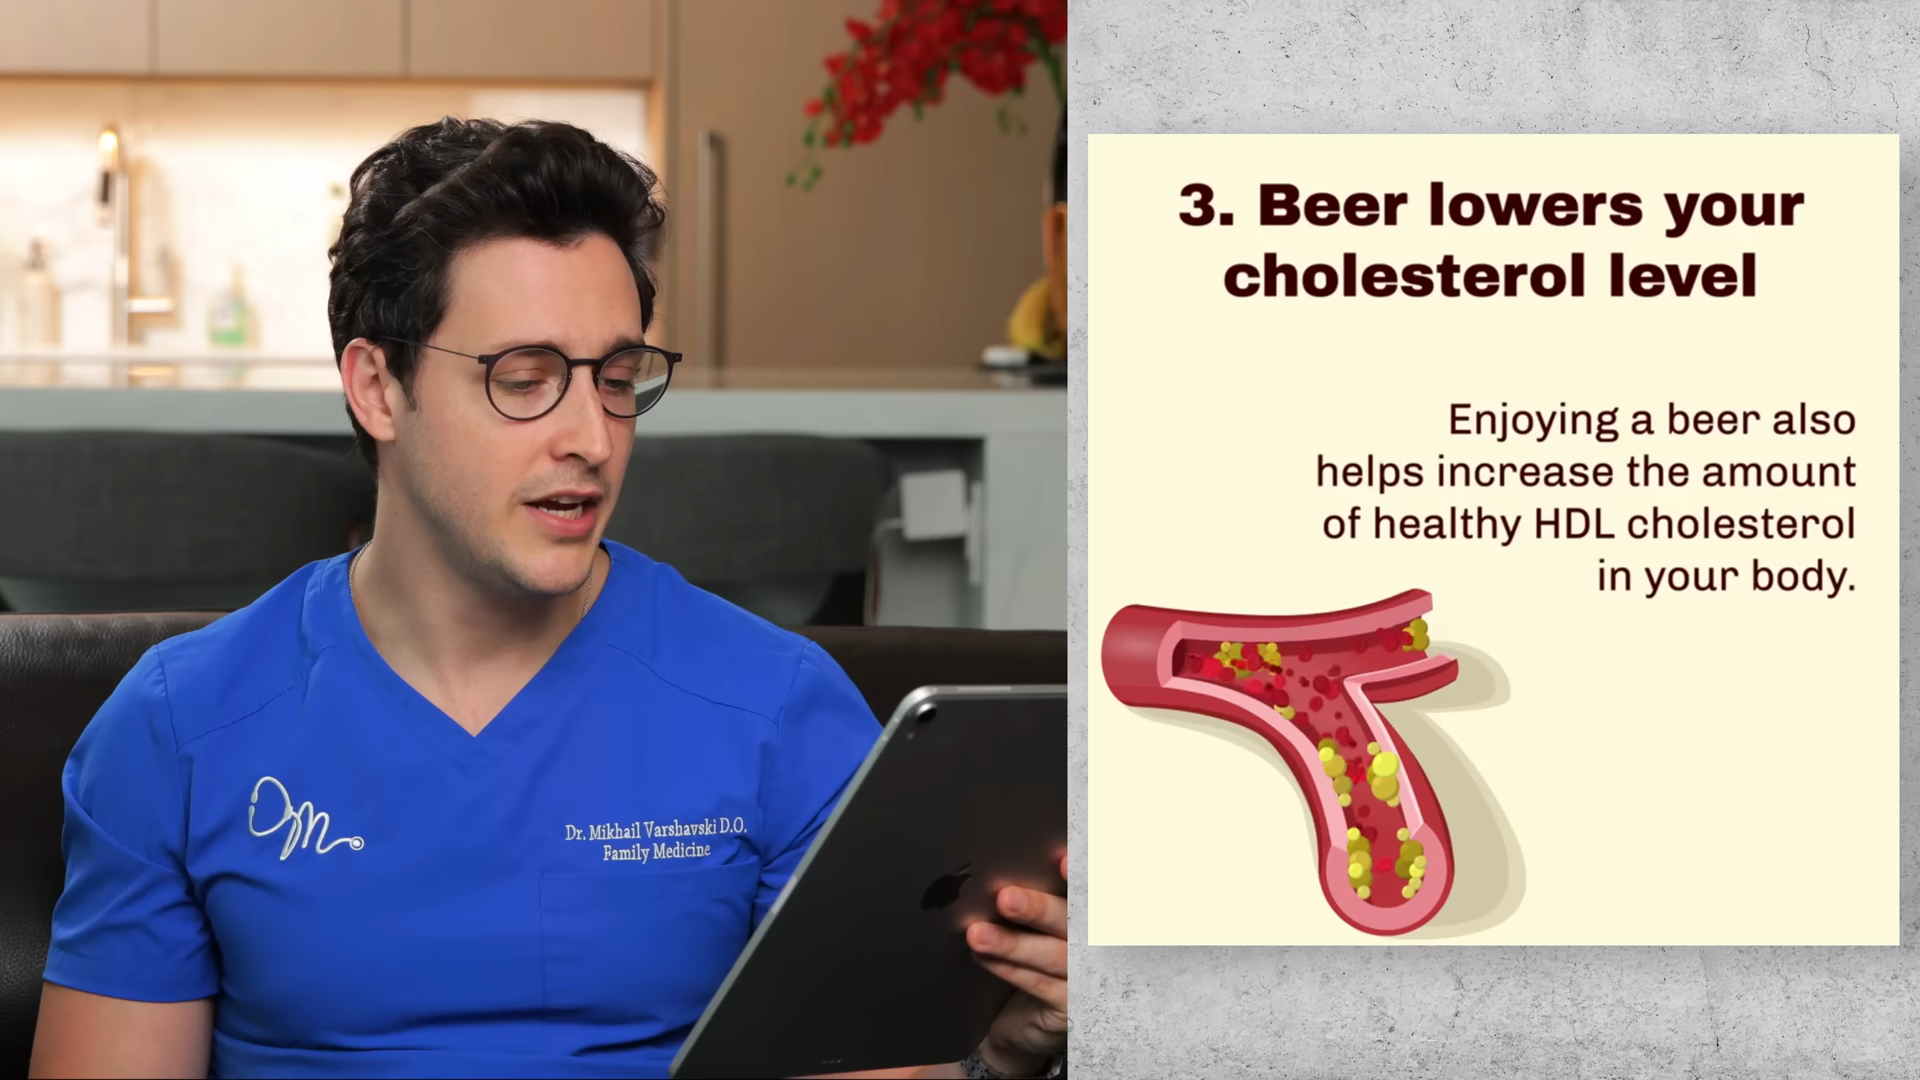 Dr. Mikhail Varshavski D.O.
Family Medicine
3. Beer lowers your
cholesterol level
Enjoying a beer also
helps increase the amount
of healthy HDL cholesterol
in your body.